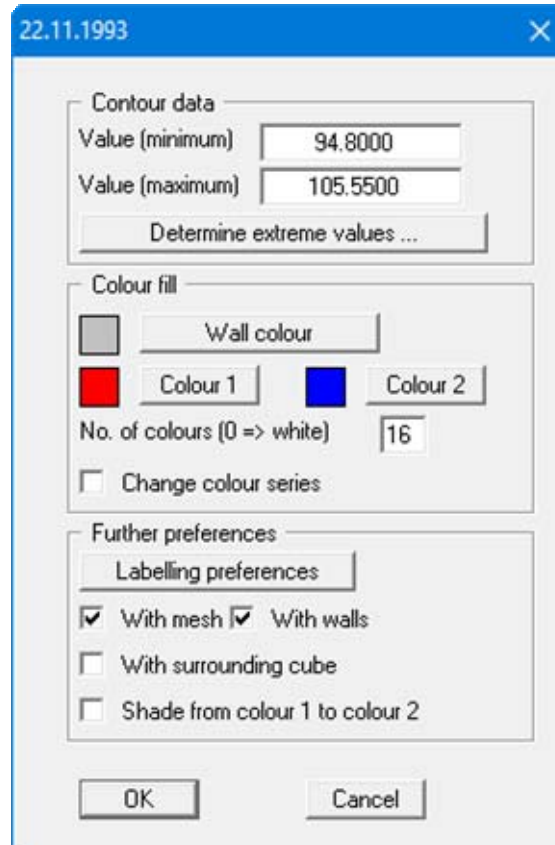 22.11.1993
Contour data
Value (minimum) 94.8000
Value (maximum) 105.5500
Determine extreme values ...
Colour fill
Wall colour
Colour 1 Colour 2
No. of colours (0 => white) 16
Change colour series
Further preferences
Labelling preferences
With mesh With walls
With surrounding cube
Shade from colour 1 to colour 2
OK Cancel